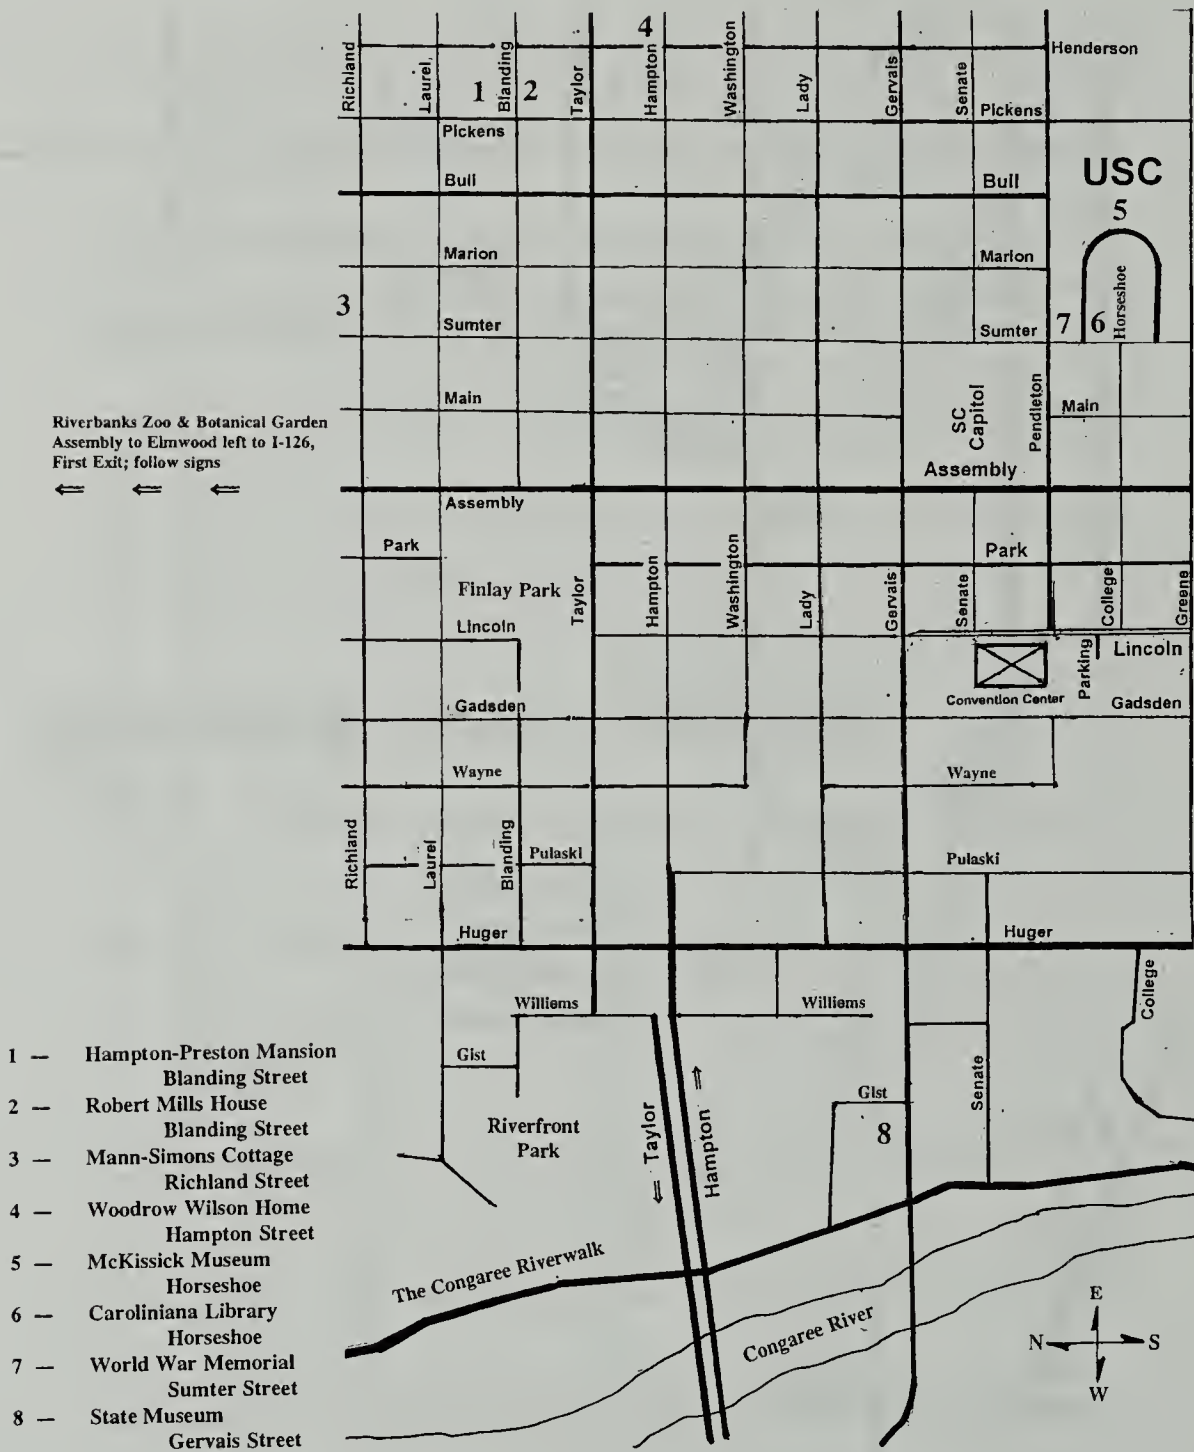 4
Henderson
Richland
Laurel
Blanding
Taylor
Hampton
Washington
Lady
Gervais
Senate
1
2
Pickens
Pickens
USC
Bull
Bull
5
Marion
Marion
Horseshoe
3
Sumter
Sumter
7
6
Main
SC
Capitol
Pendleton
Main
Riverbanks Zoo & Botanical Garden
Assembly to Elmwood left to I-126,
First Exit; follow signs
⇐ ⇐ ⇐
Assembly
Assembly
Park
Park
Finlay Park
Taylor
Hampton
Washington
Lady
Gervais
Senate
College
Greene
Lincoln
Lincoln
Parking
Convention Center
Gadsden
Gadsden
Wayne
Wayne
Richland
Laurel
Blanding
Pulaski
Pulaski
Huger
Huger
College
Williems
Williems
Gist
Gist
Senate
Riverfront
Park
⇐ Taylor
Hampton ⇒
8
The Congaree Riverwalk
Congaree River
E
N
S
W
1 — Hampton-Preston Mansion
Blanding Street
2 — Robert Mills House
Blanding Street
3 — Mann-Simons Cottage
Richland Street
4 — Woodrow Wilson Home
Hampton Street
5 — McKissick Museum
Horseshoe
6 — Caroliniana Library
Horseshoe
7 — World War Memorial
Sumter Street
8 — State Museum
Gervais Street